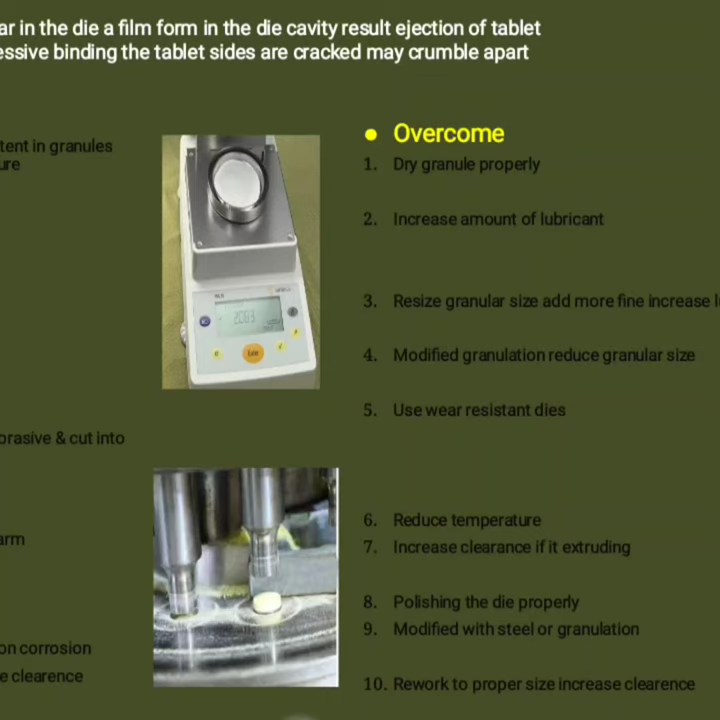 ar in the die a film form in the die cavity result ejection of tablet
essive binding the tablet sides are cracked may crumble apart
tent in granules
ure
orasive & cut into
arm
on corrosion
e clearence
2083
• Overcome
1. Dry granule properly
2. Increase amount of lubricant
3. Resize granular size add more fine increase l
4. Modified granulation reduce granular size
5. Use wear resistant dies
6. Reduce temperature
7. Increase clearance if it extruding
8. Polishing the die properly
9. Modified with steel or granulation
10. Rework to proper size increase clearence